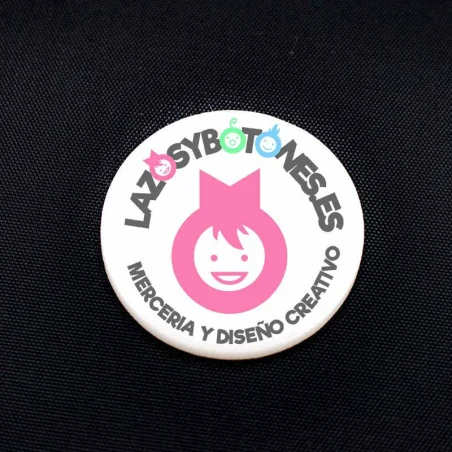 LAZOSYBOTONES.ES
MERCERIA Y DISEÑO CREATIVO